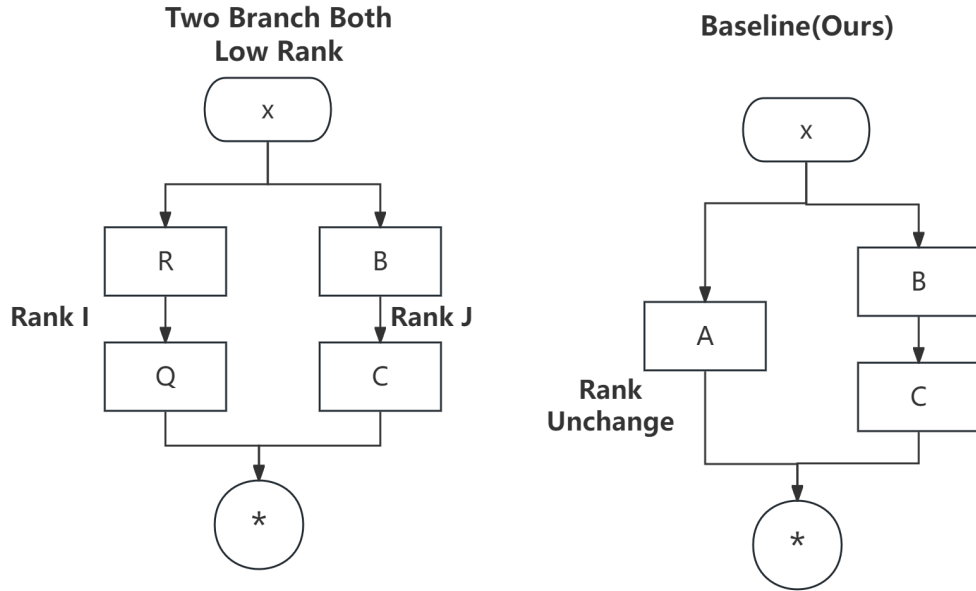 Two Branch Both
Low Rank
x
R
B
Rank I
Rank J
Q
C
*
Baseline(Ours)
x
B
A
Rank
Unchange
C
*